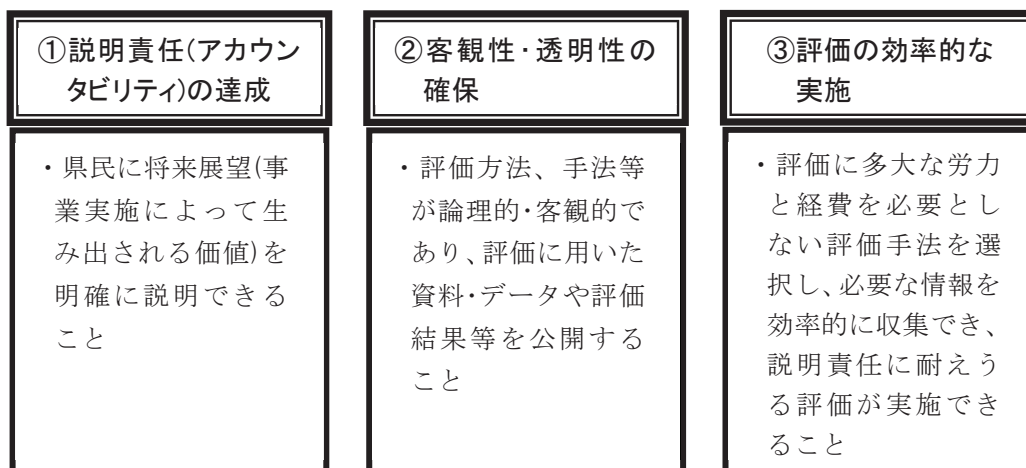 ①説明責任(アカウン
タビリティ)の達成
・県民に将来展望(事
業実施によって生
み出される価値)を
明確に説明できる
こと
②客観性・透明性の
確保
・評価方法、手法等
が論理的・客観的で
あり、評価に用いた
資料・データや評価
結果等を公開する
こと
③評価の効率的な
実施
・評価に多大な労力
と経費を必要とし
ない評価手法を選
択し、必要な情報を
効率的に収集でき、
説明責任に耐えう
る評価が実施でき
ること